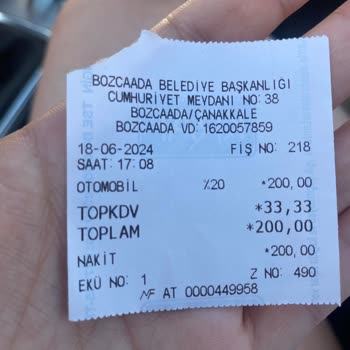 BOZCAADA BELEDİYE BAŞKANLIĞI
CUMHURİYET MEYDANI NO: 38
BOZCAADA/ÇANAKKALE
BOZCAADA VD: 1620057859
18-06-2024 FİŞ NO: 218
SAAT: 17:08
OTOMOBİL %20 *200,00
TOPKDV *33,33
TOPLAM *200,00
NAKİT *200,00
EKÜ NO: 1 Z NO: 490
MF AT 0000449958